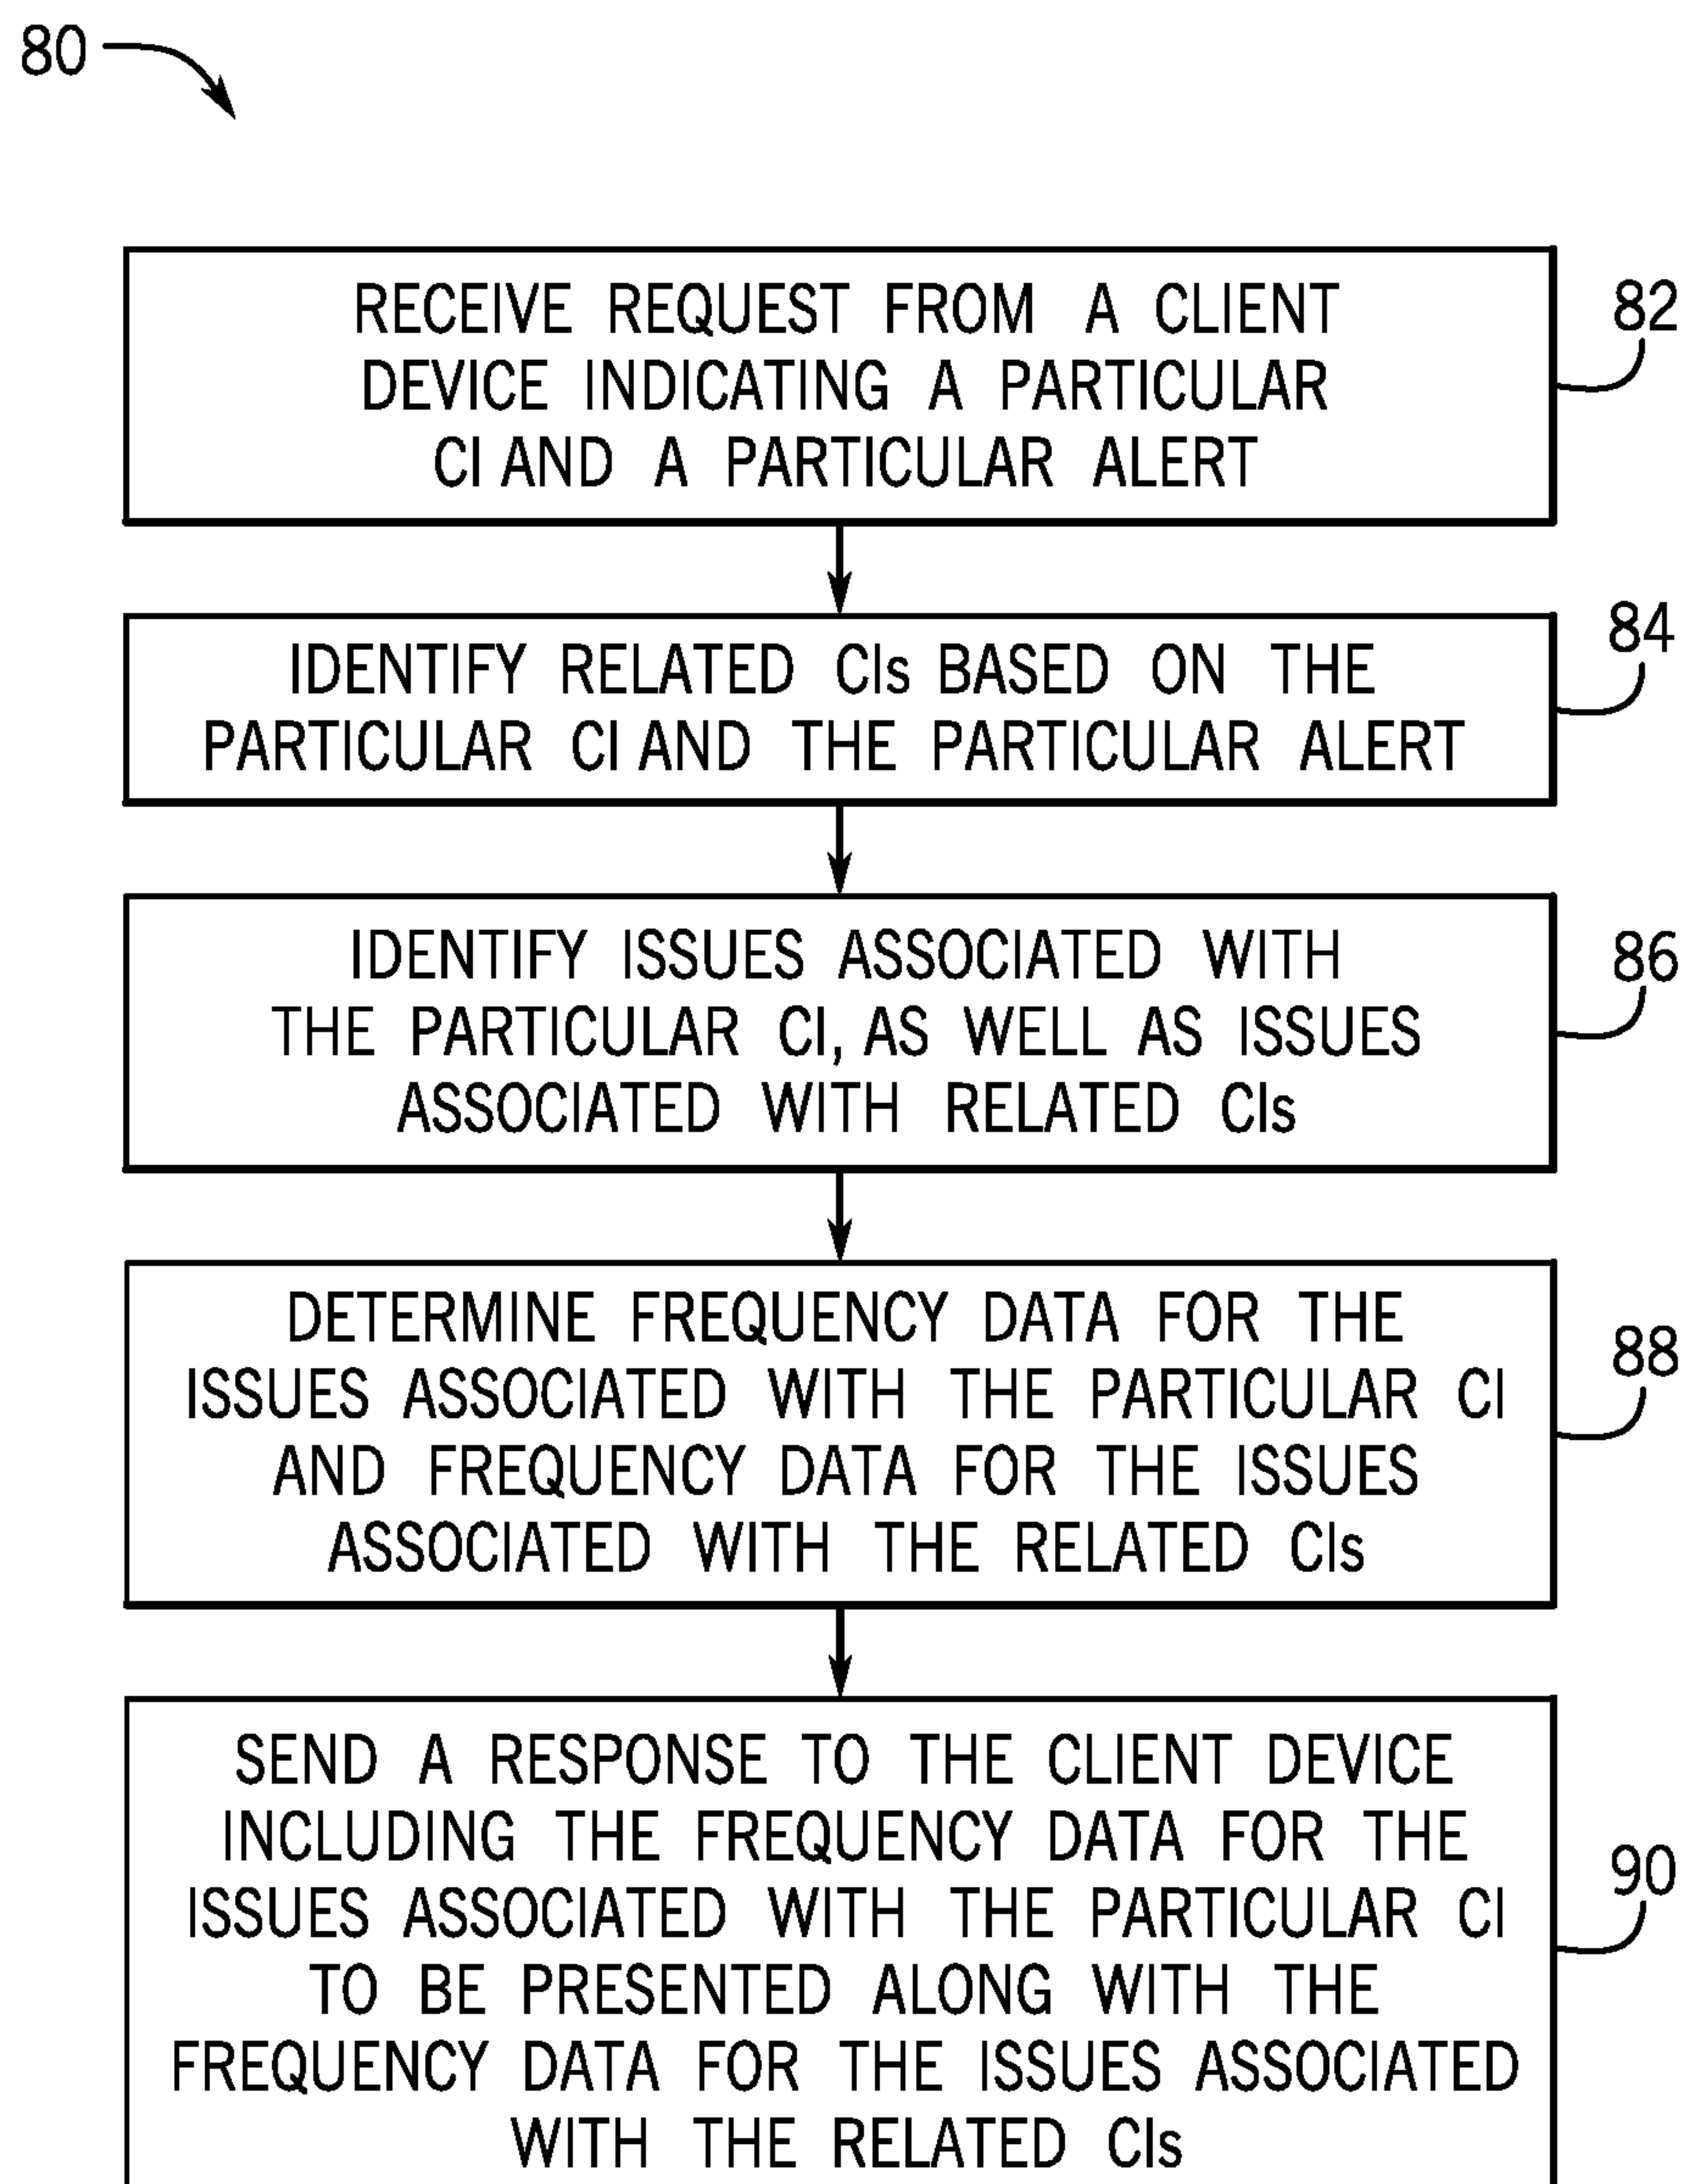 80
RECEIVE REQUEST FROM A CLIENT
DEVICE INDICATING A PARTICULAR
CI AND A PARTICULAR ALERT
82
IDENTIFY RELATED CIs BASED ON THE
PARTICULAR CI AND THE PARTICULAR ALERT
84
IDENTIFY ISSUES ASSOCIATED WITH
THE PARTICULAR CI, AS WELL AS ISSUES
ASSOCIATED WITH RELATED CIs
86
DETERMINE FREQUENCY DATA FOR THE
ISSUES ASSOCIATED WITH THE PARTICULAR CI
AND FREQUENCY DATA FOR THE ISSUES
ASSOCIATED WITH THE RELATED CIs
88
SEND A RESPONSE TO THE CLIENT DEVICE
INCLUDING THE FREQUENCY DATA FOR THE
ISSUES ASSOCIATED WITH THE PARTICULAR CI
TO BE PRESENTED ALONG WITH THE
FREQUENCY DATA FOR THE ISSUES ASSOCIATED
WITH THE RELATED CIs
90